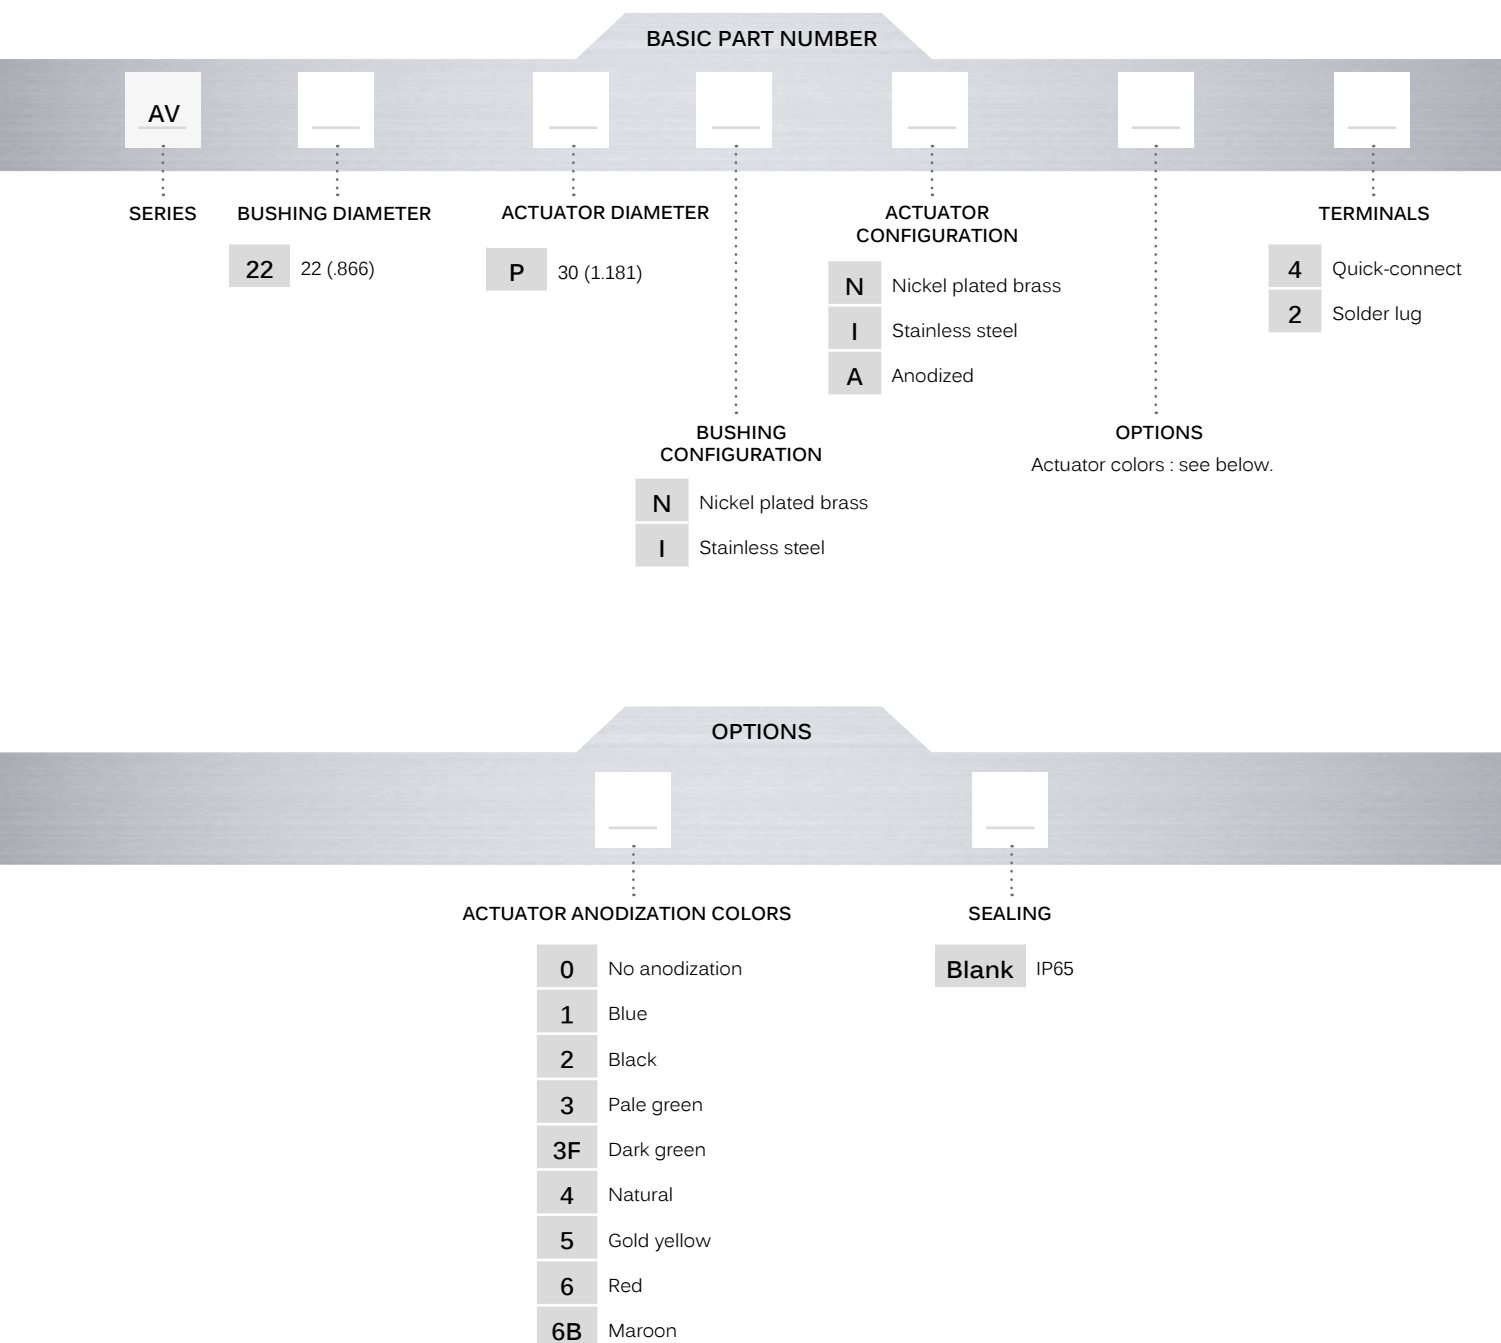 BASIC PART NUMBER
AV
SERIES
BUSHING DIAMETER
22 22 (.866)
ACTUATOR DIAMETER
P 30 (1.181)
BUSHING
CONFIGURATION
N Nickel plated brass
I Stainless steel
ACTUATOR
CONFIGURATION
N Nickel plated brass
I Stainless steel
A Anodized
OPTIONS
Actuator colors : see below.
TERMINALS
4 Quick-connect
2 Solder lug
OPTIONS
ACTUATOR ANODIZATION COLORS
0 No anodization
1 Blue
2 Black
3 Pale green
3F Dark green
4 Natural
5 Gold yellow
6 Red
6B Maroon
SEALING
Blank IP65